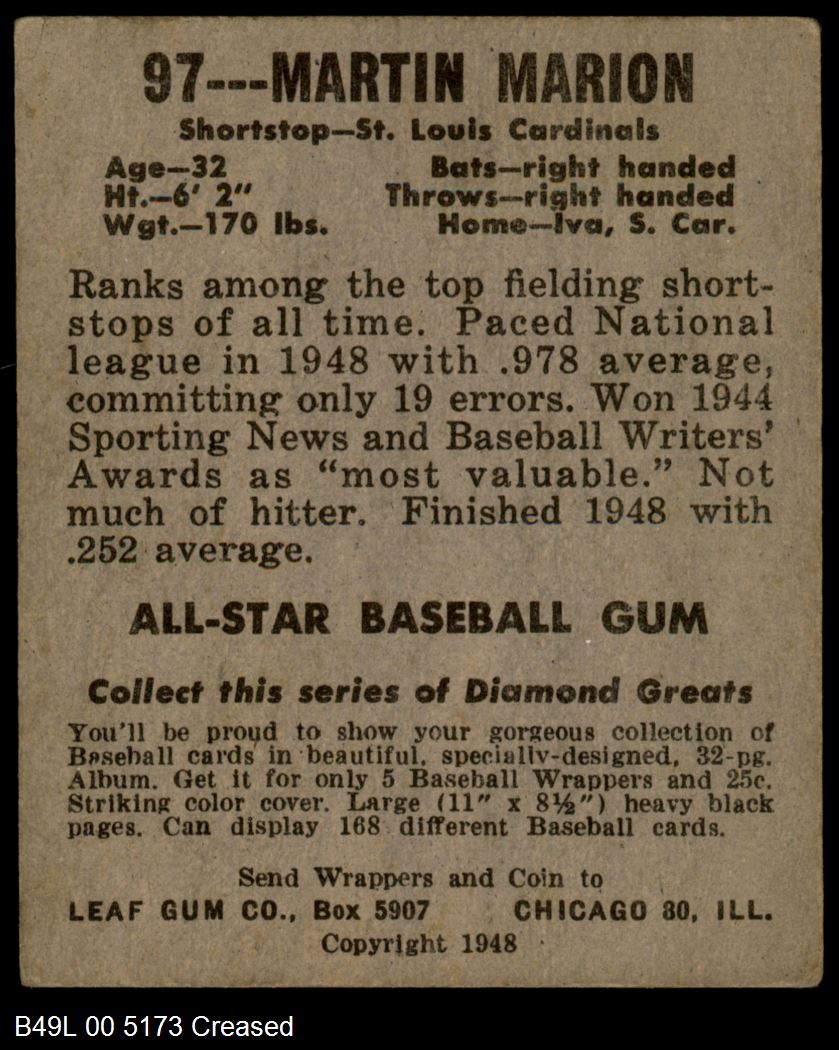 97---MARTIN MARION
Shortstop—St. Louis Cardinals
Age—32 Bats—right handed
Ht.—6' 2" Throws—right handed
Wgt.—170 lbs. Home—Iva, S. Car.
Ranks among the top fielding short-
stops of all time. Paced National
league in 1948 with .978 average,
committing only 19 errors. Won 1944
Sporting News and Baseball Writers'
Awards as "most valuable." Not
much of hitter. Finished 1948 with
.252 average.
ALL-STAR BASEBALL GUM
Collect this series of Diamond Greats
You'll be proud to show your gorgeous collection of
Baseball cards in beautiful, specially-designed, 32-pg.
Album. Get it for only 5 Baseball Wrappers and 25c.
Striking color cover. Large (11" x 8½") heavy black
pages. Can display 168 different Baseball cards.
Send Wrappers and Coin to
LEAF GUM CO., Box 5907 CHICAGO 80, ILL.
Copyright 1948
B49L 00 5173 Creased